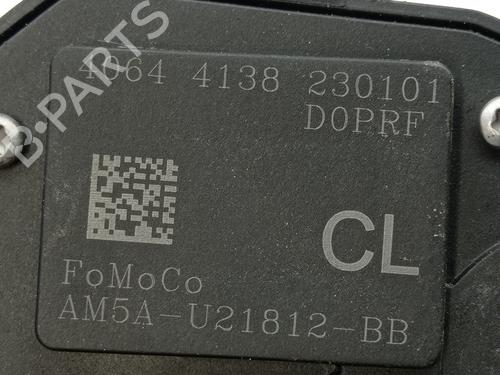 4064 4138 230101
D0PRF
CL
FoMoCo
AM5A-U21812-BB
B-PARTS